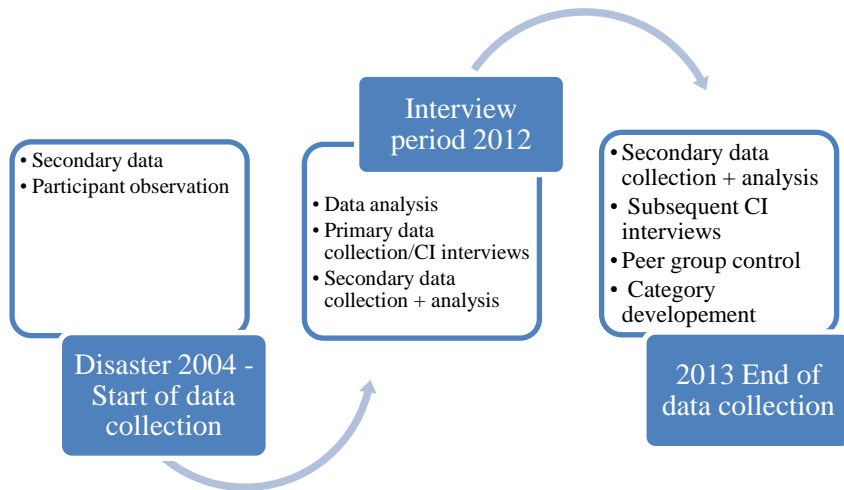 • Secondary data
• Participant observation
Disaster 2004 -
Start of data
collection
Interview
period 2012
• Data analysis
• Primary data
collection/CI interviews
• Secondary data
collection + analysis
• Secondary data
collection + analysis
• Subsequent CI
interviews
• Peer group control
• Category
developement
2013 End of
data collection